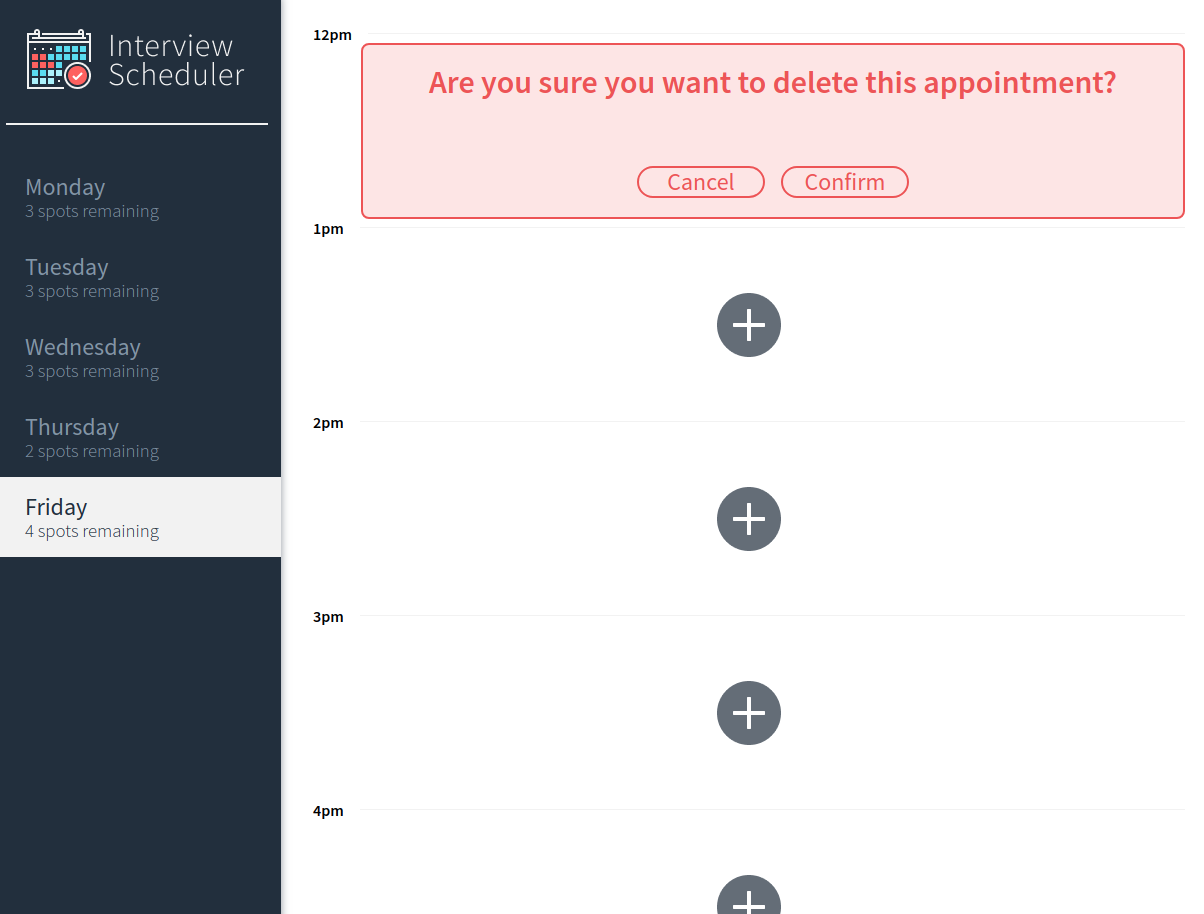 Interview
Scheduler
Monday
3 spots remaining
Tuesday
3 spots remaining
Wednesday
3 spots remaining
Thursday
2 spots remaining
Friday
4 spots remaining
12pm
Are you sure you want to delete this appointment?
Cancel Confirm
1pm
2pm
3pm
4pm